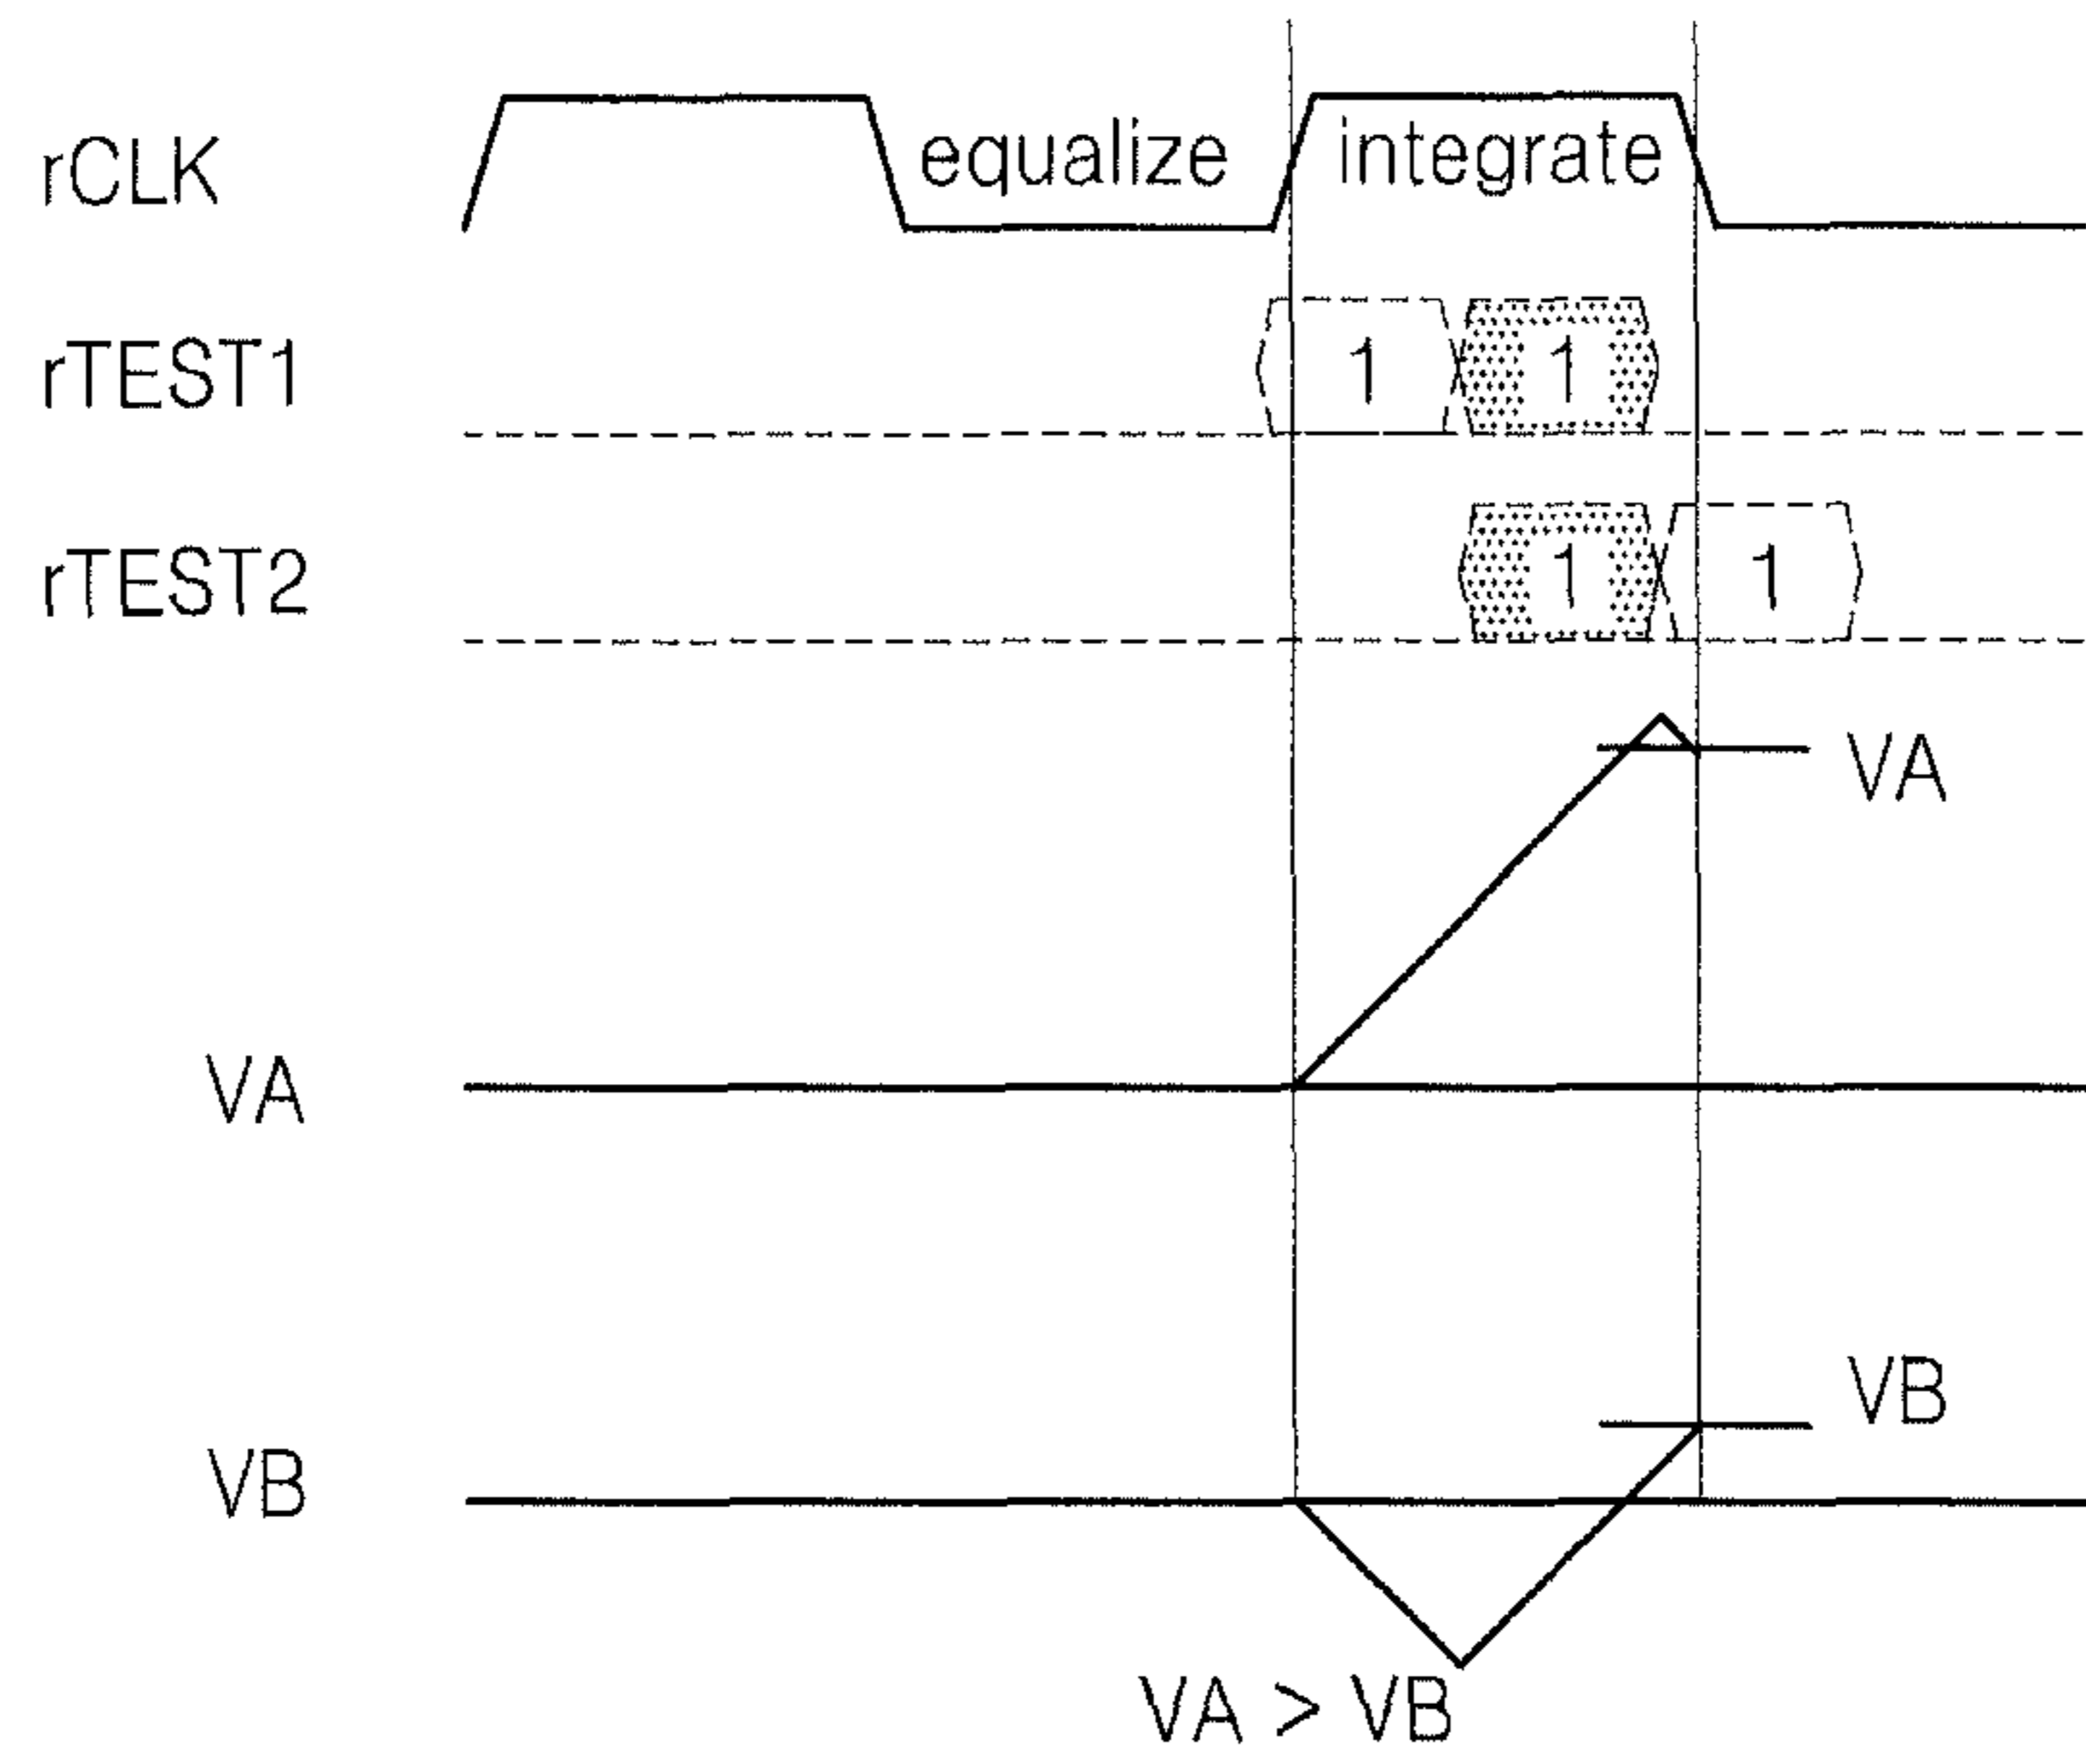 rCLK equalize integrate
rTEST1 1 1
rTEST2 1 1
VA
VA
VB
VB
VA > VB